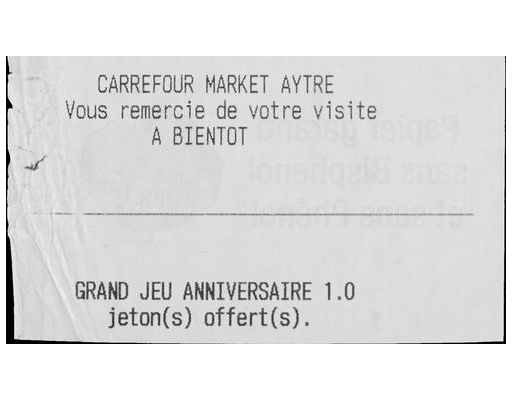 CARREFOUR MARKET AYTRE
Vous remercie de votre visite
A BIENTOT
Papier garanti
sans Bisphénol
et sans Phénol
GRAND JEU ANNIVERSAIRE 1.0
jeton(s) offert(s).